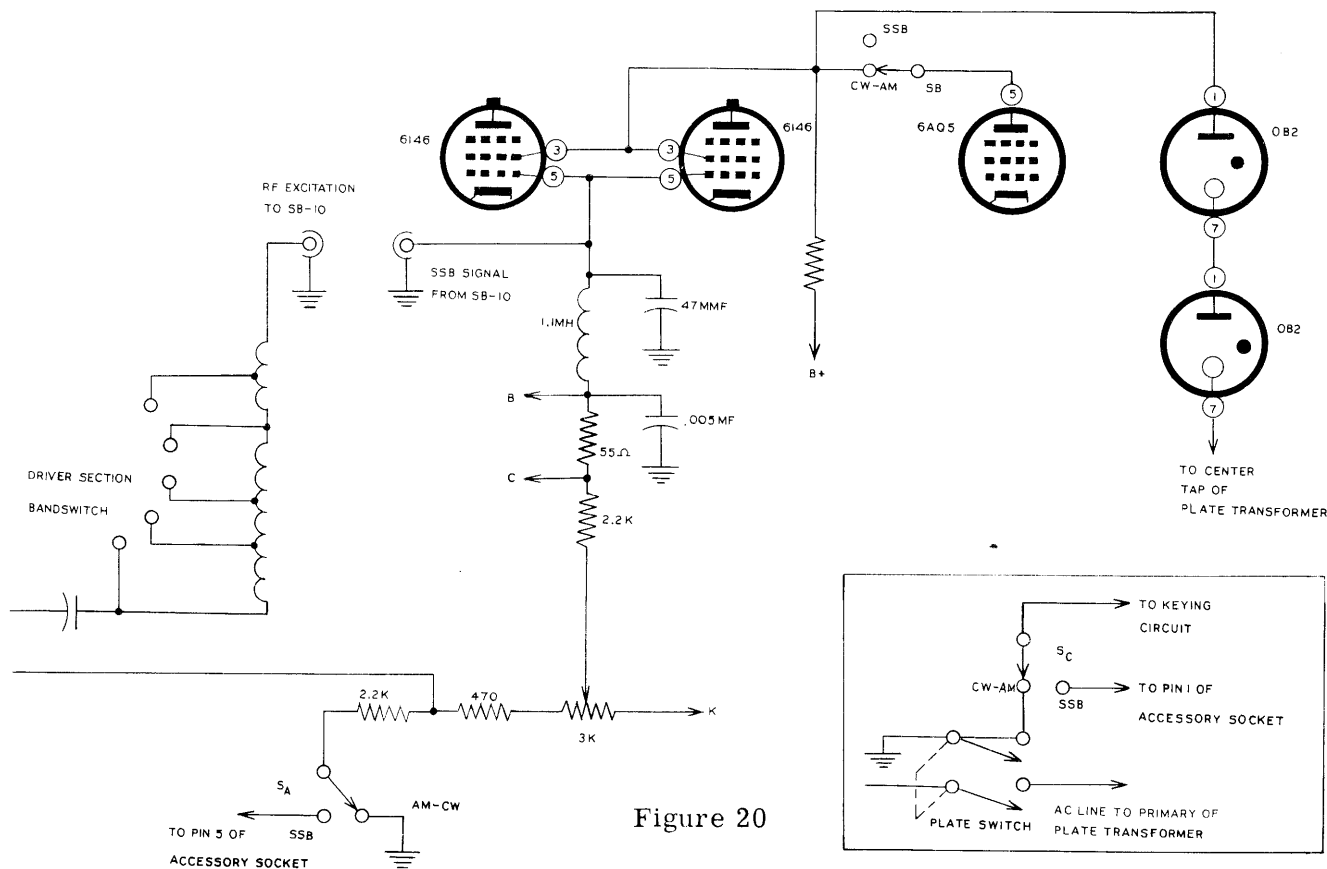 SSB
CW-AM
SB
5
1
6146
6146
6AQ5
OB2
3
3
5
5
7
RF EXCITATION
TO SB-10
SSB SIGNAL
FROM SB-10
1
47MMF
1.1MH
OB2
B+
B
.005MF
7
55Ω
C
TO CENTER
TAP OF
PLATE TRANSFORMER
DRIVER SECTION
BANDSWITCH
2.2K
2.2K
470
3K
K
SA
AM-CW
SSB
TO PIN 5 OF
ACCESSORY SOCKET
Figure 20
TO KEYING
CIRCUIT
SC
CW-AM
SSB
TO PIN 1 OF
ACCESSORY SOCKET
PLATE SWITCH
AC LINE TO PRIMARY OF
PLATE TRANSFORMER